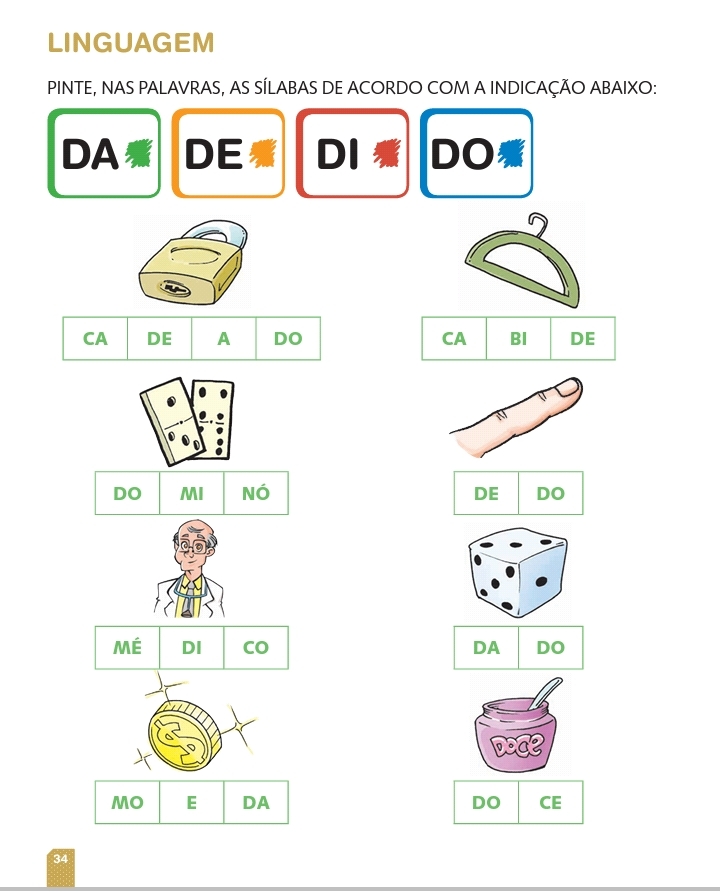 LINGUAGEM
PINTE, NAS PALAVRAS, AS SÍLABAS DE ACORDO COM A INDICAÇÃO ABAIXO:
DA DE DI DO
CA DE A DO
CA BI DE
DO MI NÓ
DE DO
MÉ DI CO
DA DO
DOCE
MO E DA
DO CE
34